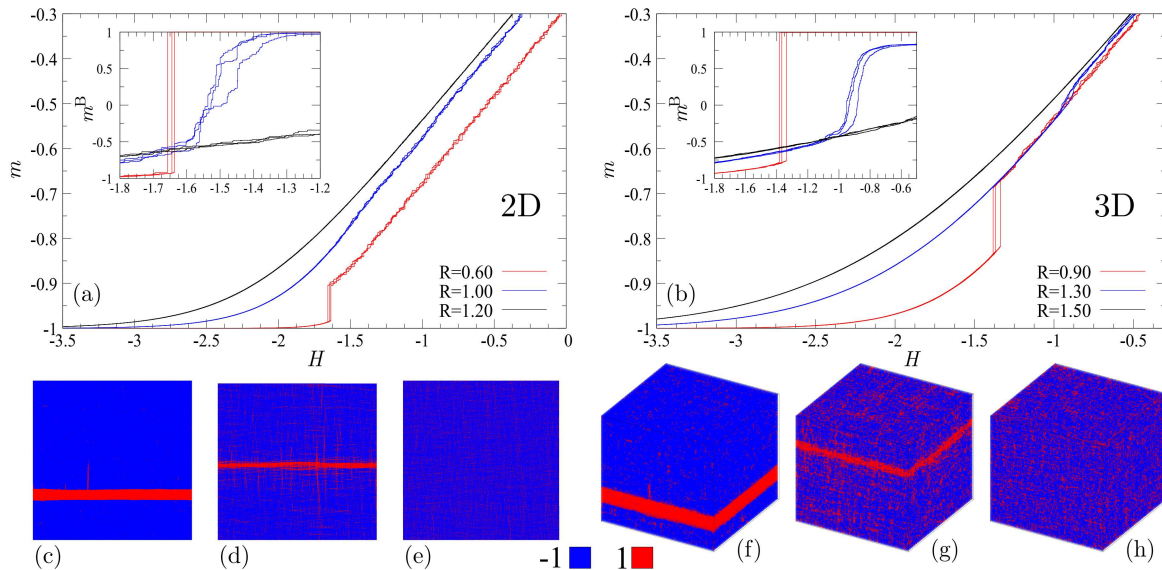 -0.3
-0.4
-0.5
-0.6
-0.7
-0.8
-0.9
-1
m
-3.5 -3 -2.5 -2 -1.5 -1 -0.5 0
H
1
0.5
0
-0.5
-1
m^B
-1.8 -1.7 -1.6 -1.5 -1.4 -1.3 -1.2
2D
R=0.60
R=1.00
R=1.20
(a)
-0.3
-0.4
-0.5
-0.6
-0.7
-0.8
-0.9
-1
m
-3.5 -3 -2.5 -2 -1.5 -1 -0.5
H
1
0.5
0
-0.5
-1
m^B
-1.8 -1.6 -1.4 -1.2 -1 -0.8 -0.6
3D
R=0.90
R=1.30
R=1.50
(b)
(c) (d) (e) -1 1 (f) (g) (h)